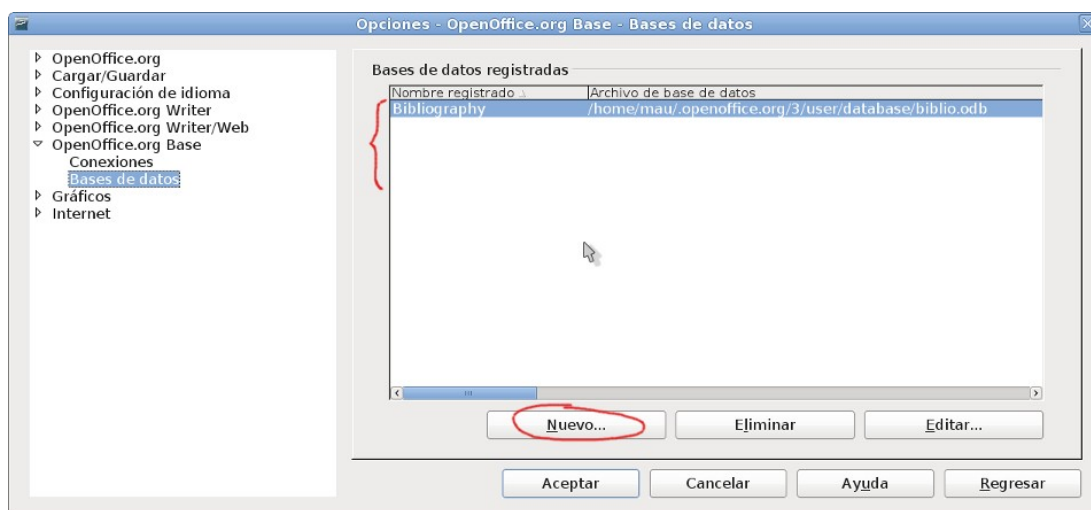 Opciones - OpenOffice.org Base - Bases de datos
OpenOffice.org
Cargar/Guardar
Configuración de idioma
OpenOffice.org Writer
OpenOffice.org Writer/Web
OpenOffice.org Base
Conexiones
Bases de datos
Gráficos
Internet
Bases de datos registradas
Nombre registrado Archivo de base de datos
Bibliography /home/mau/.openoffice.org/3/user/database/biblio.odb
Nuevo... Eliminar Editar...
Aceptar Cancelar Ayuda Regresar